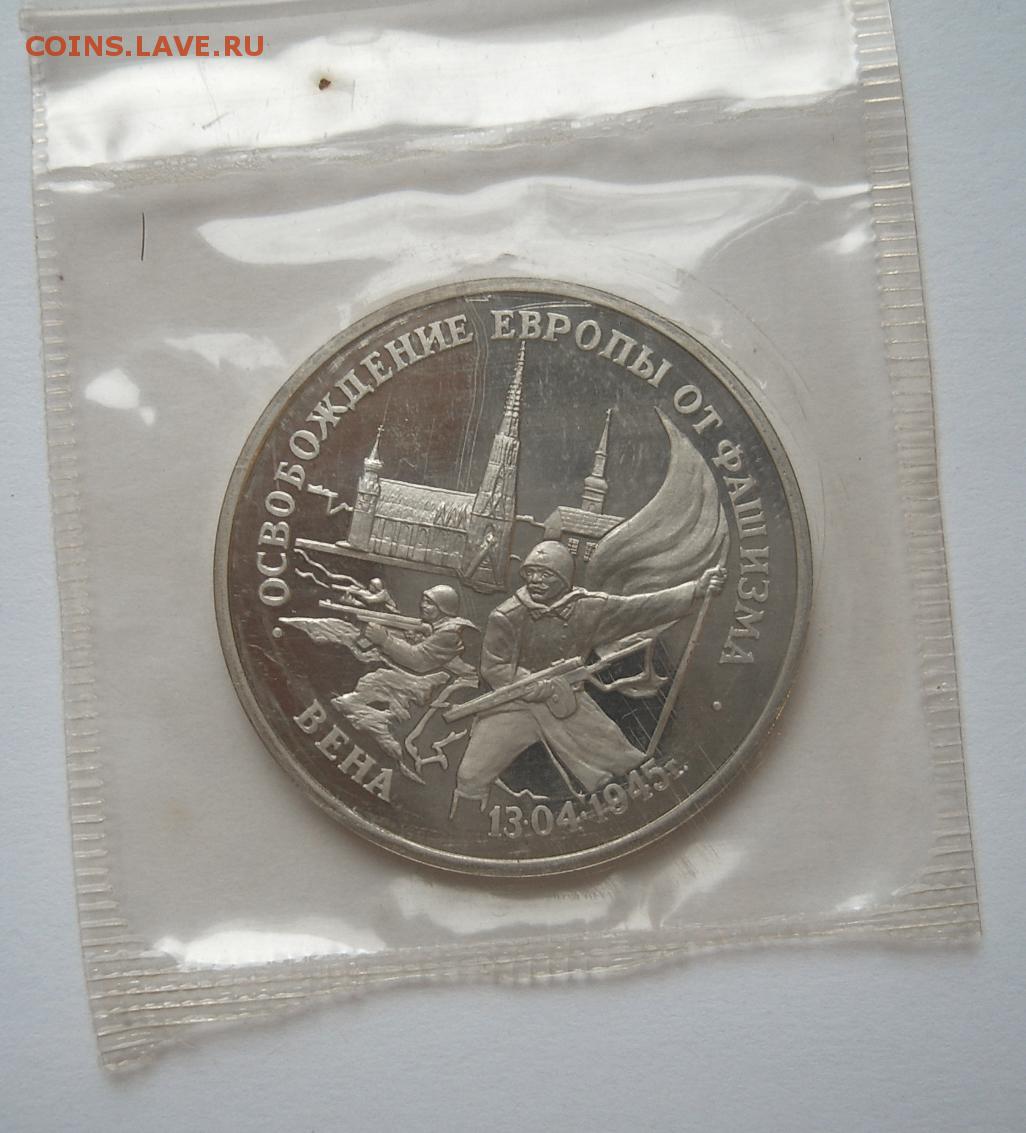 COINS.LAVE.RU
· ОСВОБОЖДЕНИЕ ЕВРОПЫ ОТ ФАШИЗМА ·
ВЕНА
13·04·1945г.